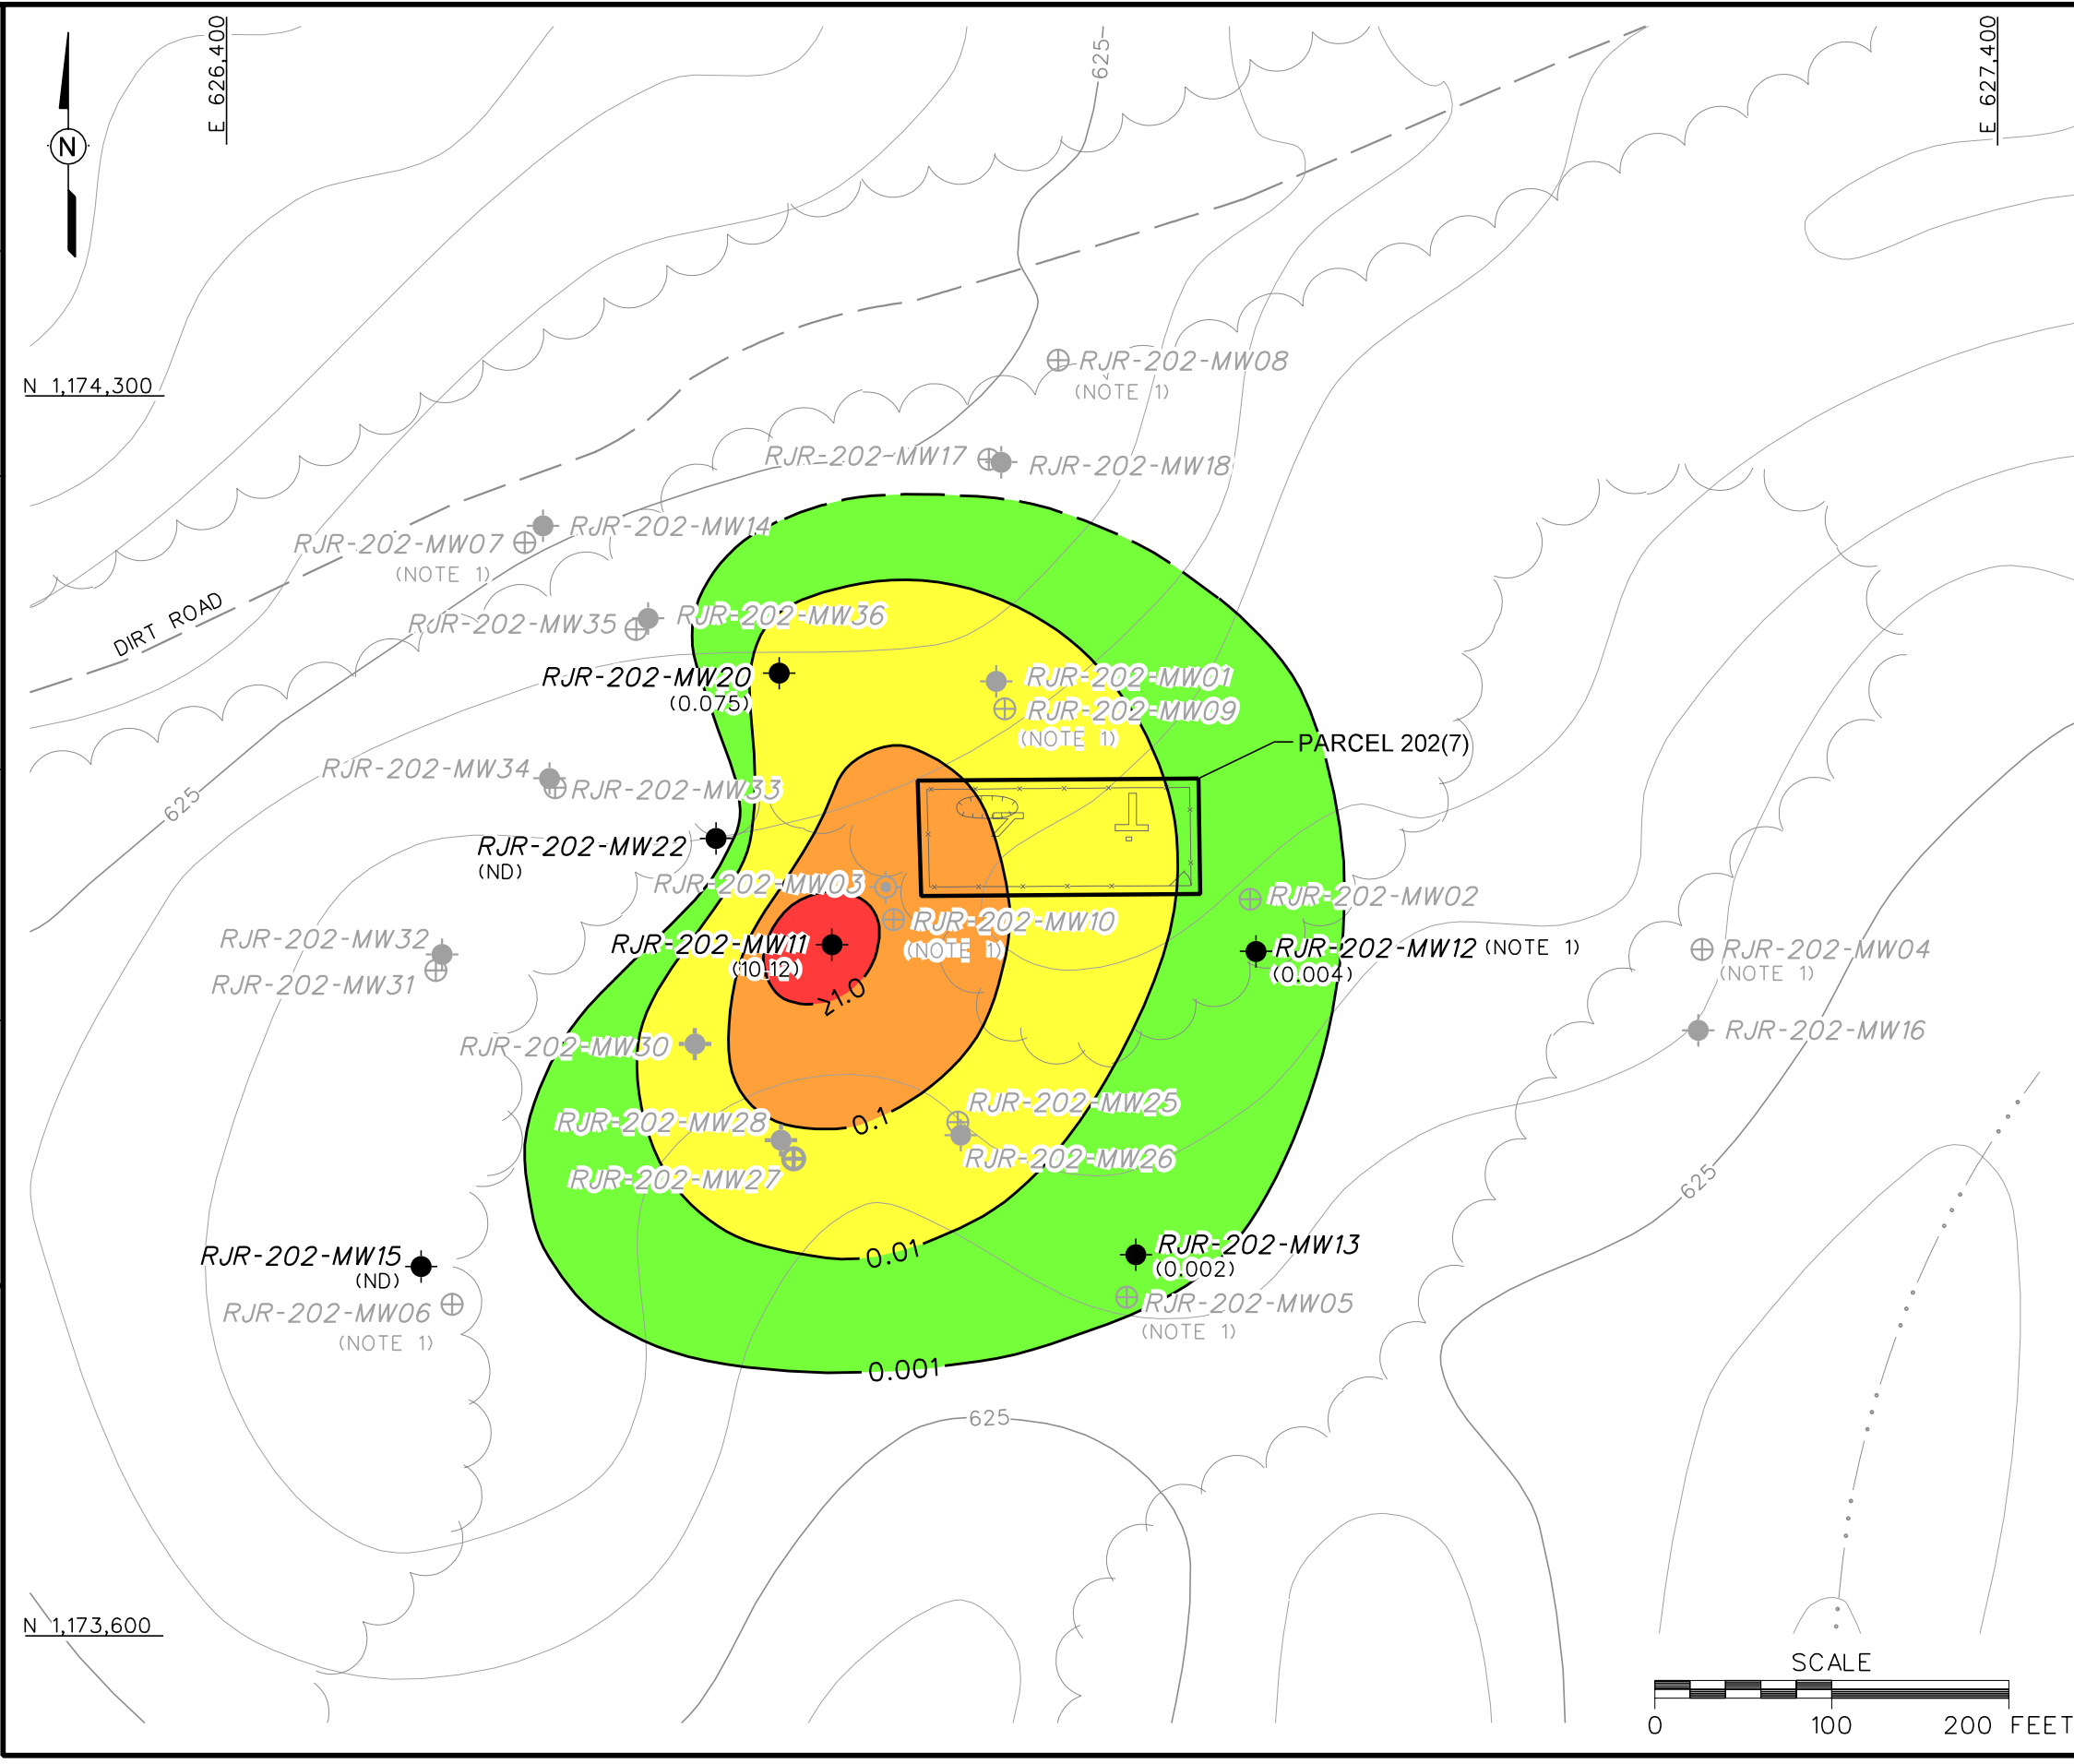 E 626,400
625
E 627,400
N
RJR-202-MW08
(NOTE 1)
N 1,174,300
RJR-202-MW17
RJR-202-MW18
RJR-202-MW14
RJR-202-MW07
(NOTE 1)
DIRT ROAD
RJR-202-MW36
RJR-202-MW35
RJR-202-MW20
(0.075)
RJR-202-MW01
RJR-202-MW09
(NOTE 1)
PARCEL 202(7)
RJR-202-MW34
RJR-202-MW33
625
RJR-202-MW22
(ND)
RJR-202-MW03
RJR-202-MW02
RJR-202-MW10
(NOTE 1)
RJR-202-MW32
RJR-202-MW31
RJR-202-MW11
(10.12)
≥1.0
RJR-202-MW12 (NOTE 1)
(0.004)
RJR-202-MW04
(NOTE 1)
RJR-202-MW16
RJR-202-MW30
RJR-202-MW25
RJR-202-MW28
0.1
RJR-202-MW26
RJR-202-MW27
625
RJR-202-MW15
(ND)
0.01
RJR-202-MW13
(0.002)
RJR-202-MW06
(NOTE 1)
RJR-202-MW05
(NOTE 1)
0.001
625
N 1,173,600
SCALE
0 100 200 FEET